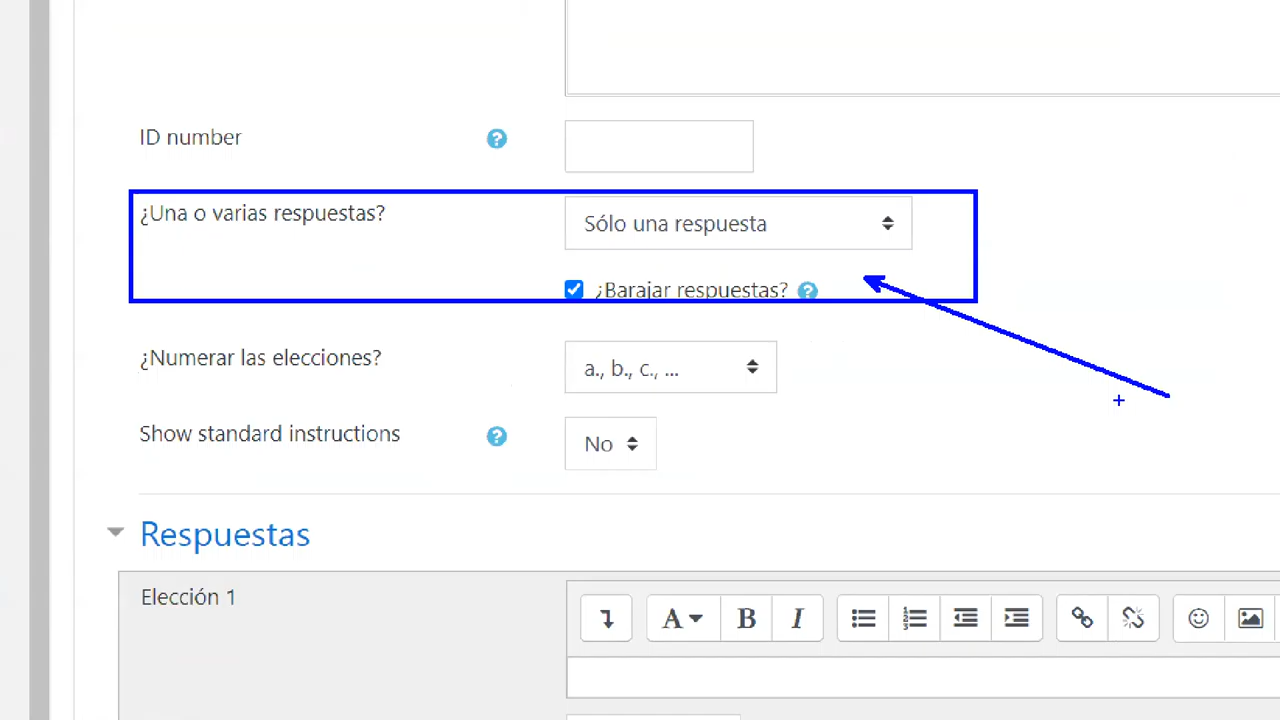 ID number
¿Una o varias respuestas?
Sólo una respuesta
¿Barajar respuestas?
¿Numerar las elecciones?
a., b., c., ...
Show standard instructions
No
Respuestas
Elección 1
A
B
I